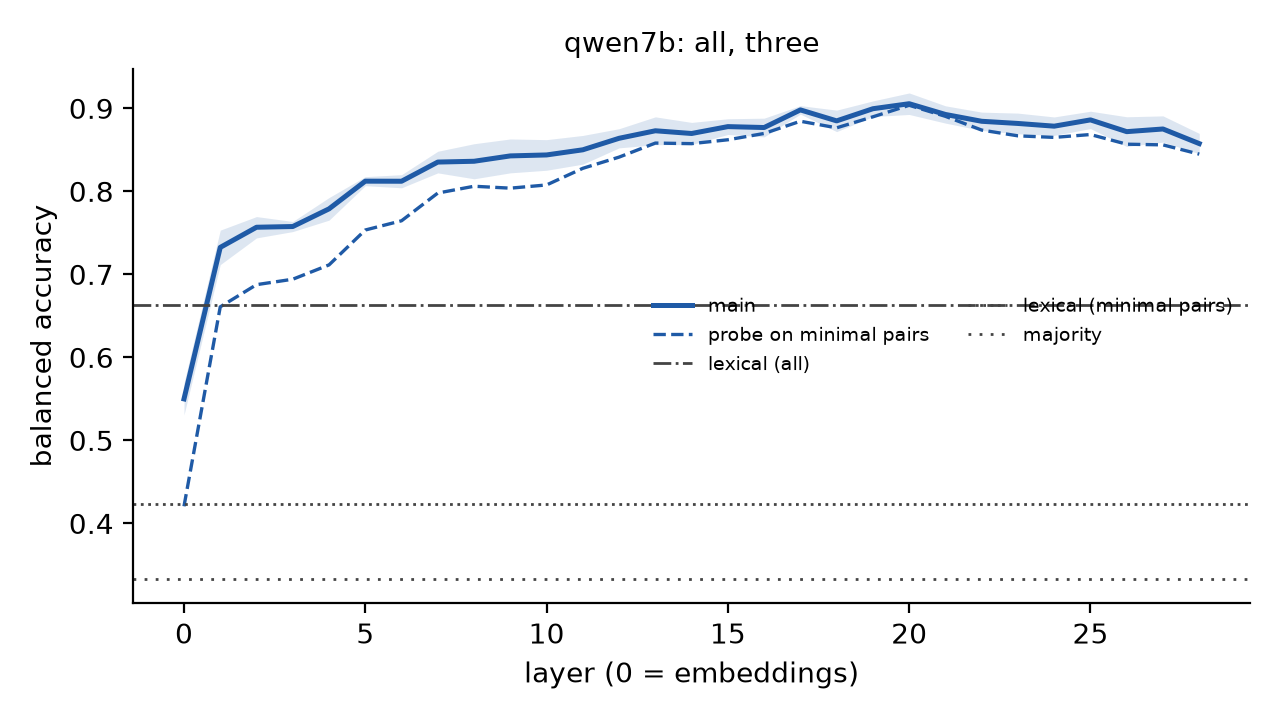 qwen7b: all, three
balanced accuracy
0.9
0.8
0.7
0.6
0.5
0.4
main
probe on minimal pairs
lexical (all)
lexical (minimal pairs)
majority
0 5 10 15 20 25
layer (0 = embeddings)